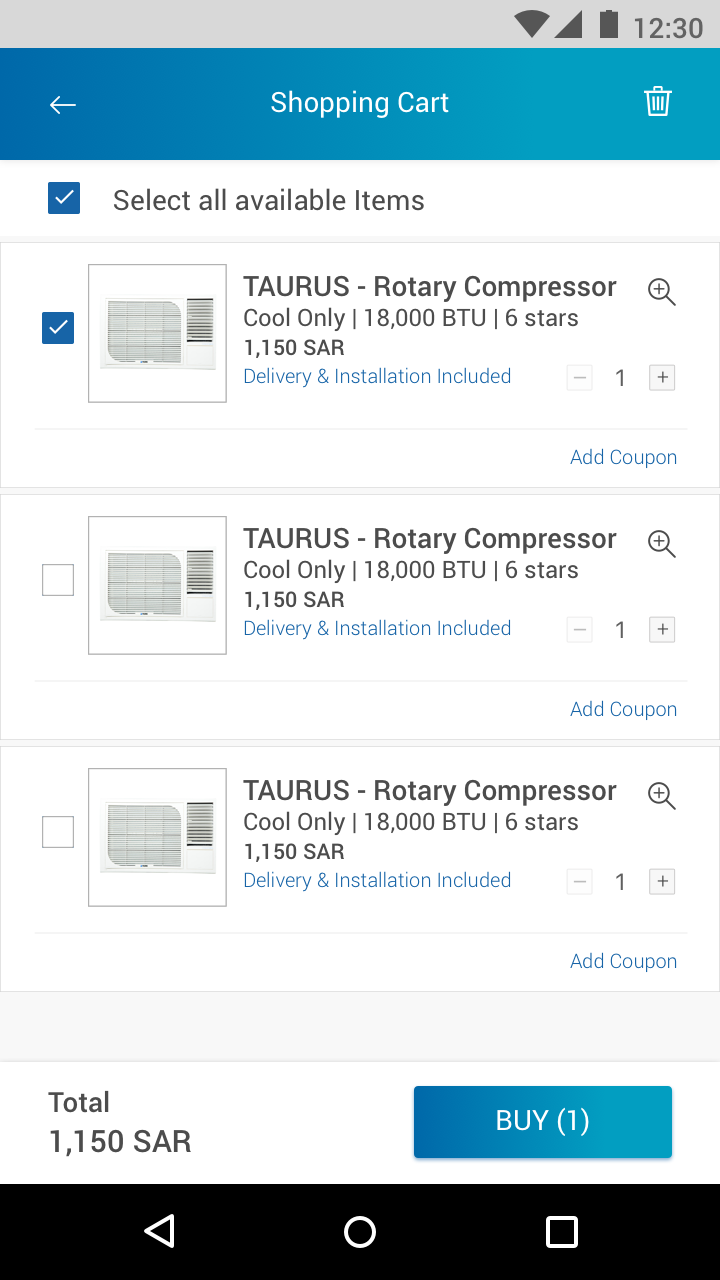 12:30
Shopping Cart
Select all available Items
TAURUS - Rotary Compressor
Cool Only | 18,000 BTU | 6 stars
1,150 SAR
Delivery & Installation Included
1
Add Coupon
TAURUS - Rotary Compressor
Cool Only | 18,000 BTU | 6 stars
1,150 SAR
Delivery & Installation Included
1
Add Coupon
TAURUS - Rotary Compressor
Cool Only | 18,000 BTU | 6 stars
1,150 SAR
Delivery & Installation Included
1
Add Coupon
Total
1,150 SAR
BUY (1)